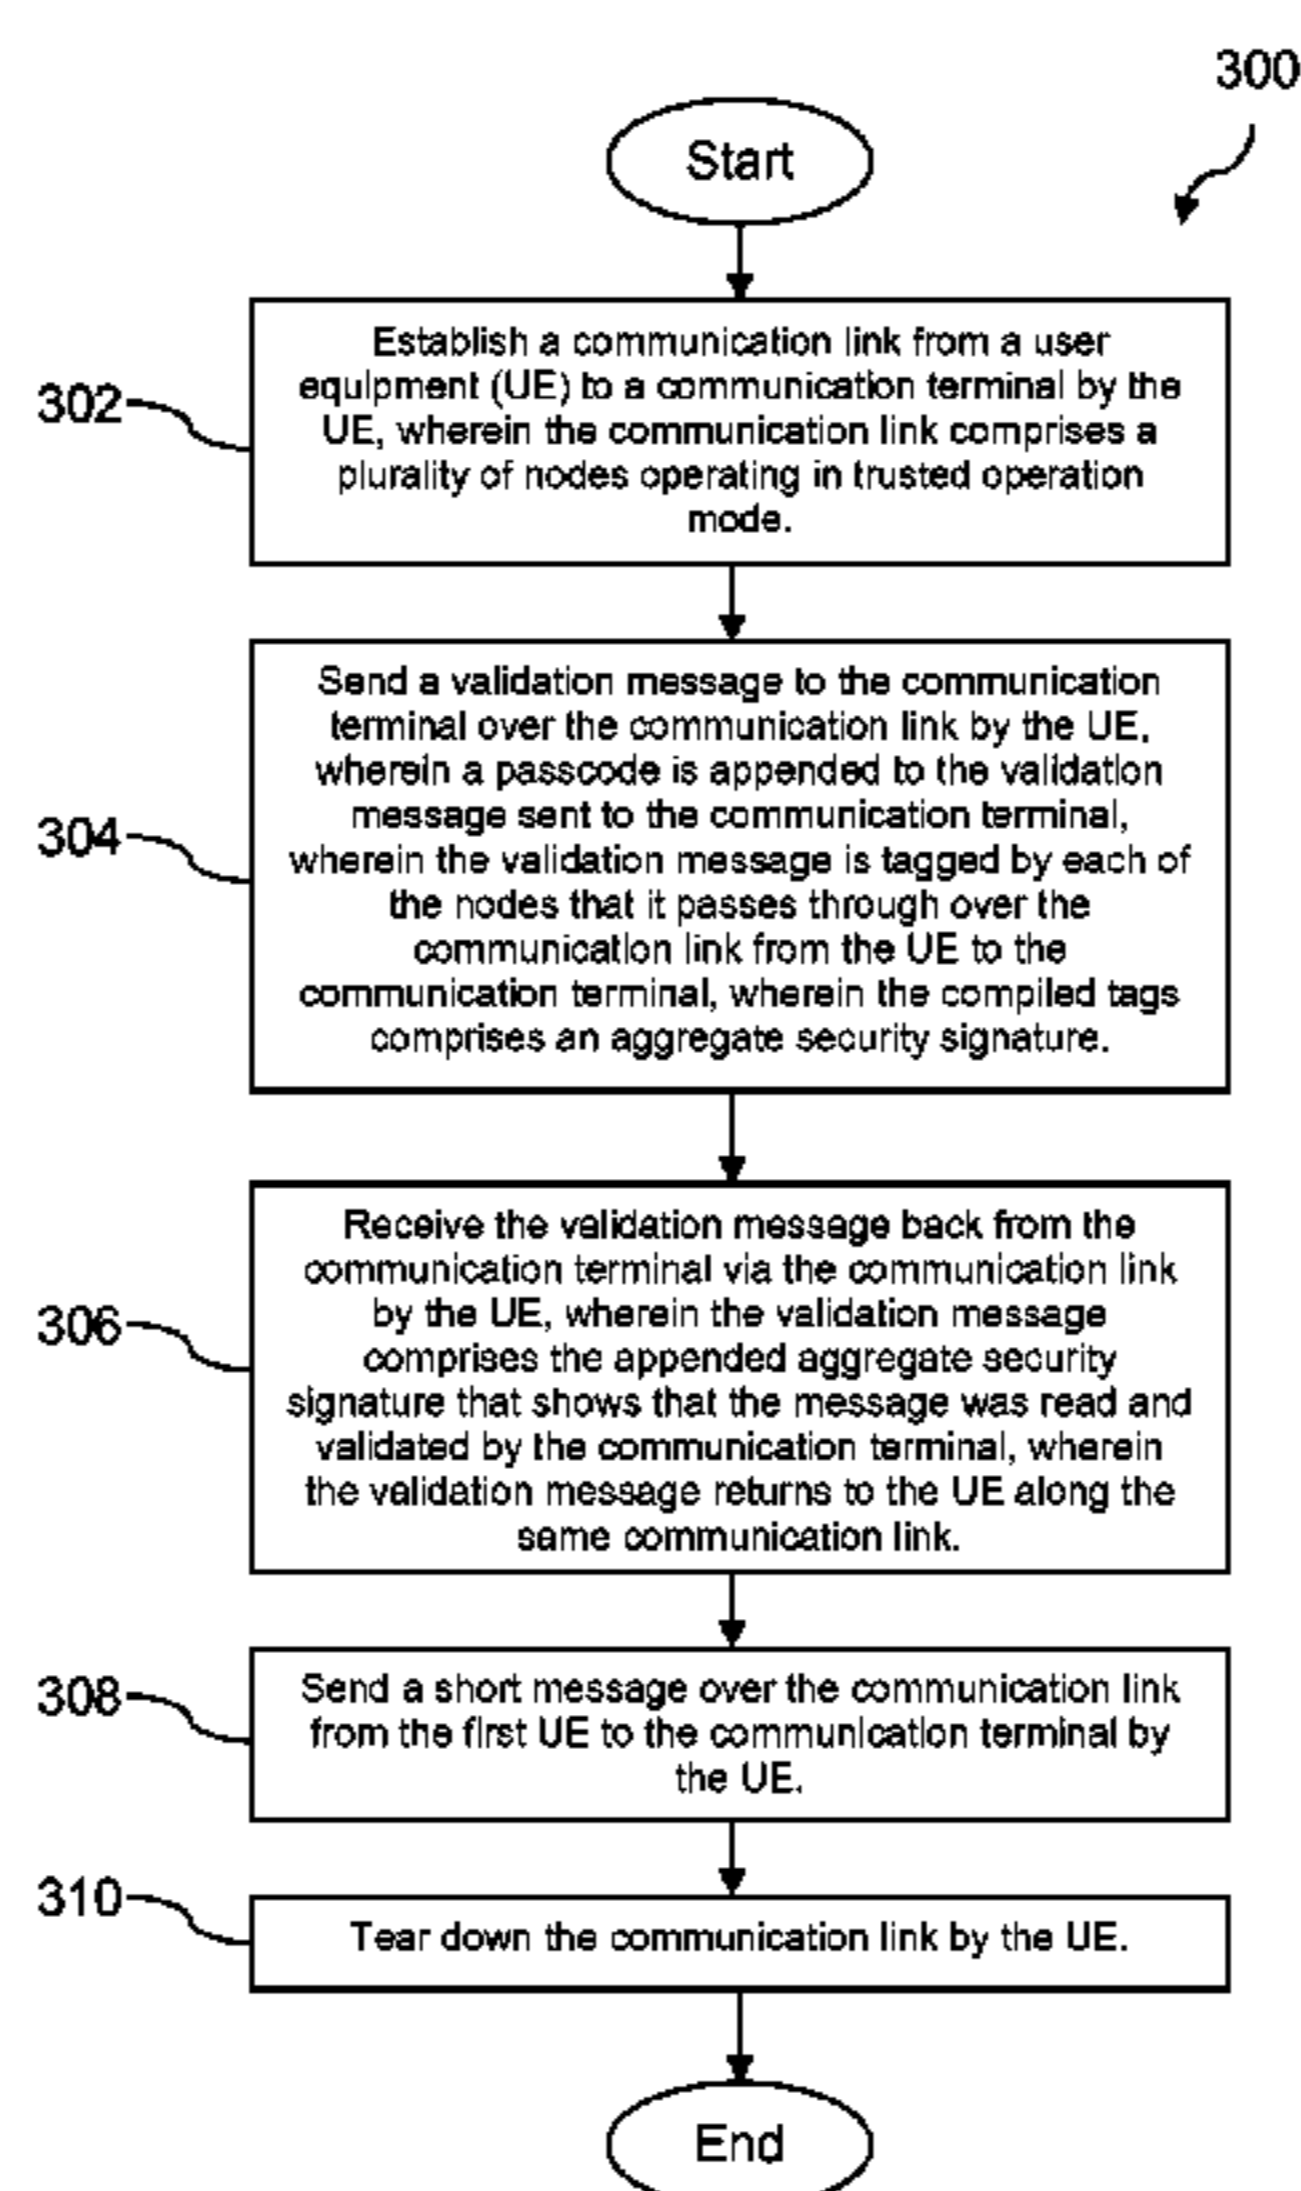 300
Start
302
Establish a communication link from a user
equipment (UE) to a communication terminal by the
UE, wherein the communication link comprises a
plurality of nodes operating in trusted operation
mode.
304
Send a validation message to the communication
terminal over the communication link by the UE,
wherein a passcode is appended to the validation
message sent to the communication terminal,
wherein the validation message is tagged by each of
the nodes that it passes through over the
communication link from the UE to the
communication terminal, wherein the compiled tags
comprises an aggregate security signature.
306
Receive the validation message back from the
communication terminal via the communication link
by the UE, wherein the validation message
comprises the appended aggregate security
signature that shows that the message was read and
validated by the communication terminal, wherein
the validation message returns to the UE along the
same communication link.
308
Send a short message over the communication link
from the first UE to the communication terminal by
the UE.
310
Tear down the communication link by the UE.
End